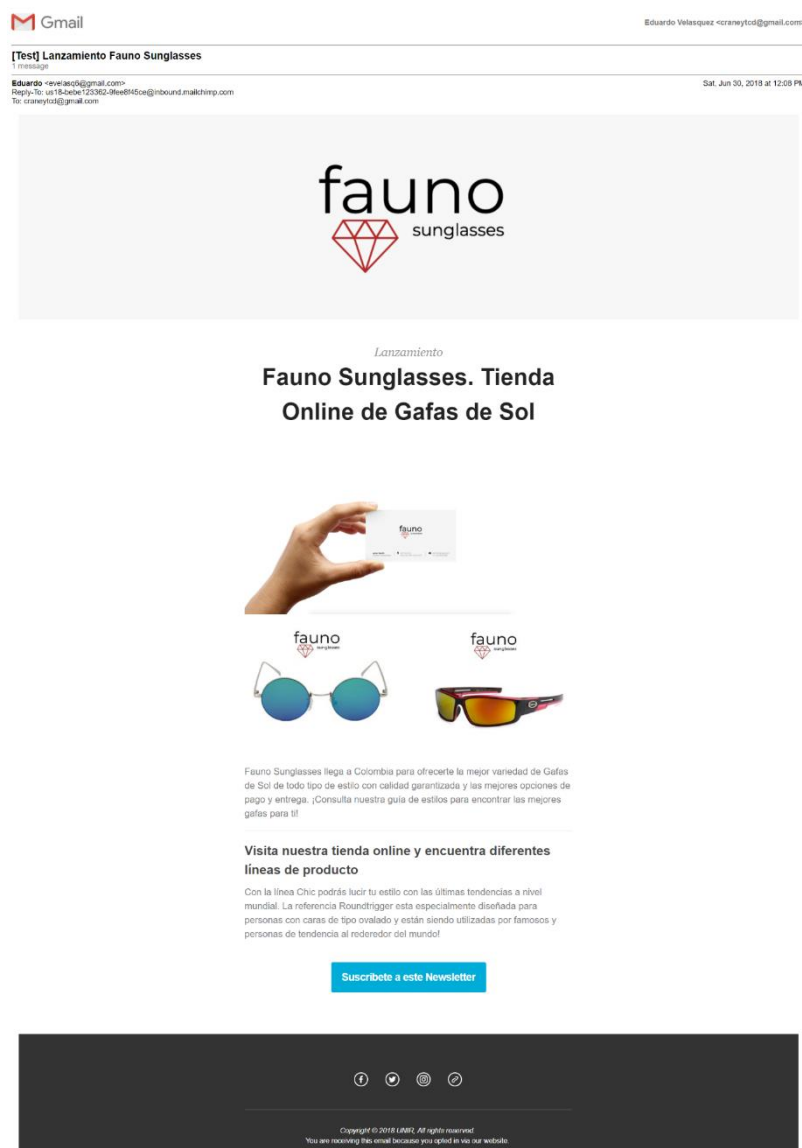 Gmail
Eduardo Velasquez <craneytcd@gmail.com
[Test] Lanzamiento Fauno Sunglasses
1 message
Eduardo <evelasq6@gmail.com>
Sat, Jun 30, 2018 at 12:08 PM
Reply-To: us18-bebe123362-9fee8f45ce@inbound.mailchimp.com
To: craneytcd@gmail.com
fauno
sunglasses
Lanzamiento
Fauno Sunglasses. Tienda
Online de Gafas de Sol
fauno
fauno
sunglasses
fauno
sunglasses
Fauno Sunglasses llega a Colombia para ofrecerte la mejor variedad de Gafas
de Sol de todo tipo de estilo con calidad garantizada y las mejores opciones de
pago y entrega. ¡Consulta nuestra guía de estilos para encontrar las mejores
gafas para ti!
Visita nuestra tienda online y encuentra diferentes
líneas de producto
Con la línea Chic podrás lucir tu estilo con las últimas tendencias a nivel
mundial. La referencia Roundtrigger esta especialmente diseñada para
personas con caras de tipo ovalado y están siendo utilizadas por famosos y
personas de tendencia al rederedor del mundo!
Suscríbete a este Newsletter
Copyright © 2018 UNIR, All rights reserved.
You are receiving this email because you opted in via our website.